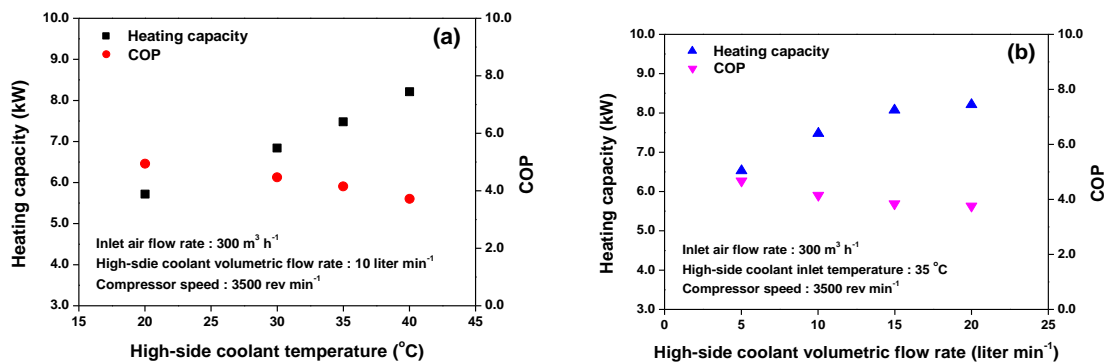 (a)
Heating capacity
COP
Heating capacity (kW)
10.0
9.0
8.0
7.0
6.0
5.0
4.0
3.0
COP
10.0
8.0
6.0
4.0
2.0
0.0
Inlet air flow rate : 300 m³ h⁻¹
High-sdie coolant volumetric flow rate : 10 liter min⁻¹
Compressor speed : 3500 rev min⁻¹
15 20 25 30 35 40 45
High-side coolant temperature (°C)
(b)
Heating capacity
COP
Heating capacity (kW)
10.0
9.0
8.0
7.0
6.0
5.0
4.0
3.0
COP
10.0
8.0
6.0
4.0
2.0
0.0
Inlet air flow rate : 300 m³ h⁻¹
High-side coolant inlet temperature : 35 °C
Compressor speed : 3500 rev min⁻¹
0 5 10 15 20 25
High-side coolant volumetric flow rate (liter min⁻¹)